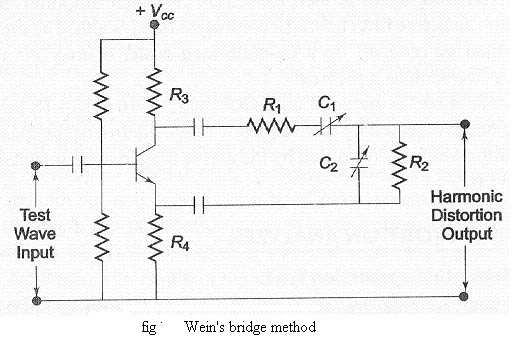 + Vcc
R3
R1
C1
C2
R2
Test
Wave
Input
R4
Harmonic
Distortion
Output
fig Wein's bridge method